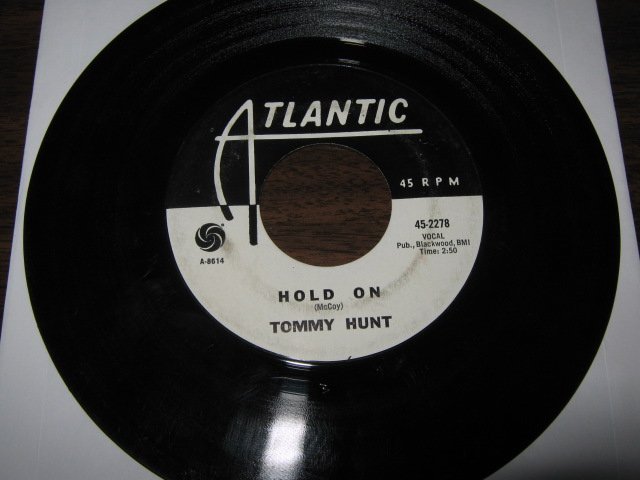 ATLANTIC
45 RPM
45-2278
VOCAL
Pub., Blackwood, BMI
Time: 2:50
A-8614
HOLD ON
(McCoy)
TOMMY HUNT